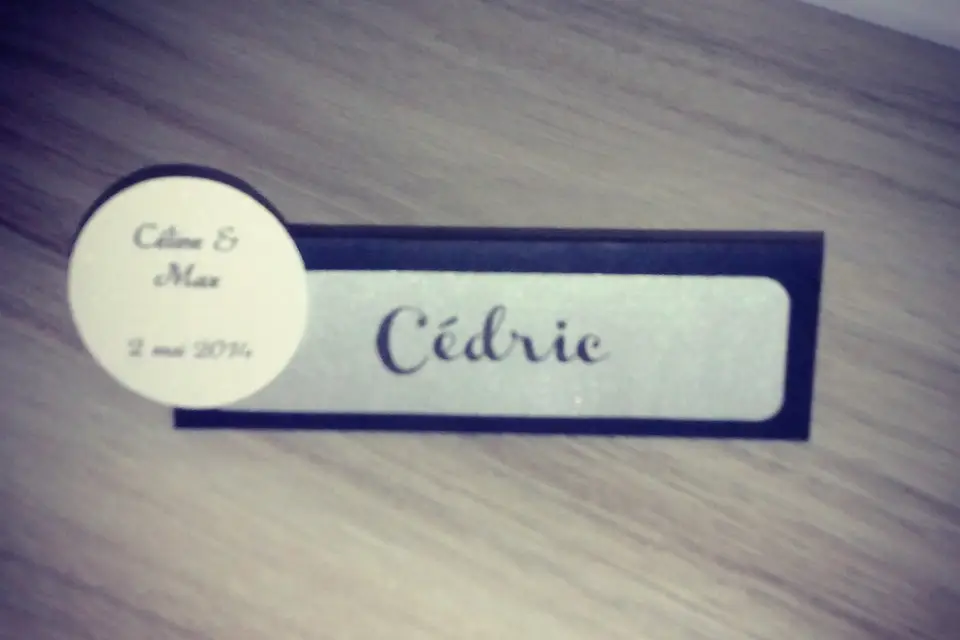 Céline &
Max
2 mai 2014
Cédric